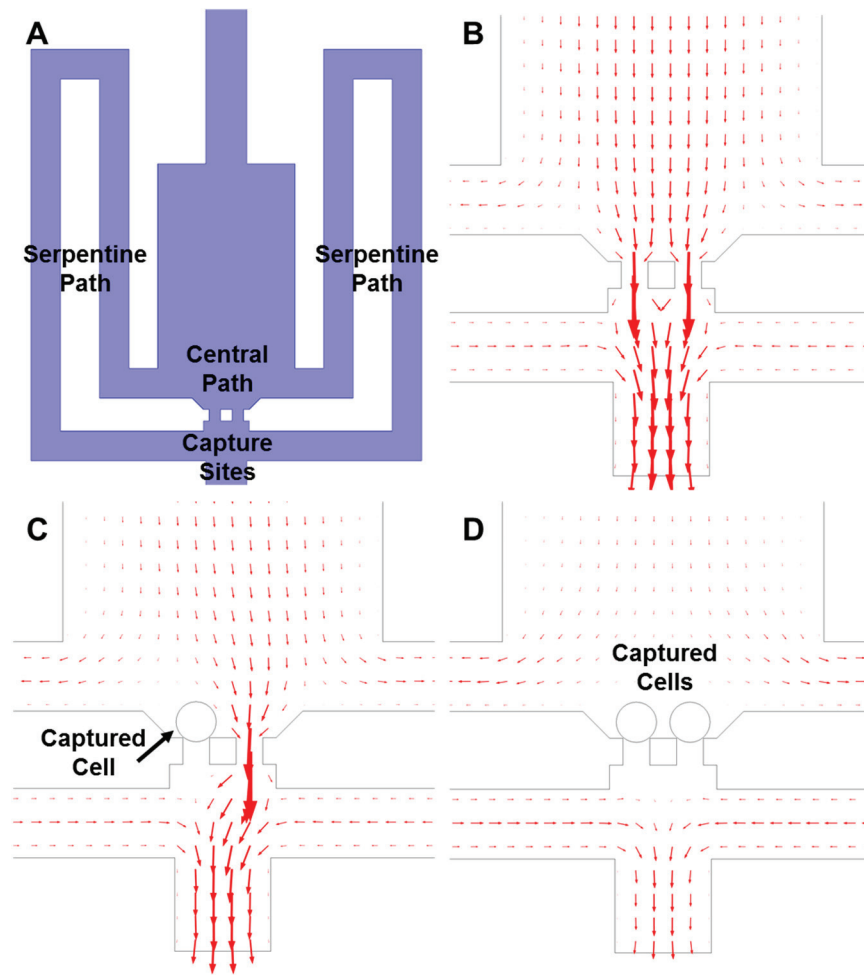 A
Serpentine
Path
Serpentine
Path
Central
Path
Capture
Sites
B
C
Captured
Cell
D
Captured
Cells